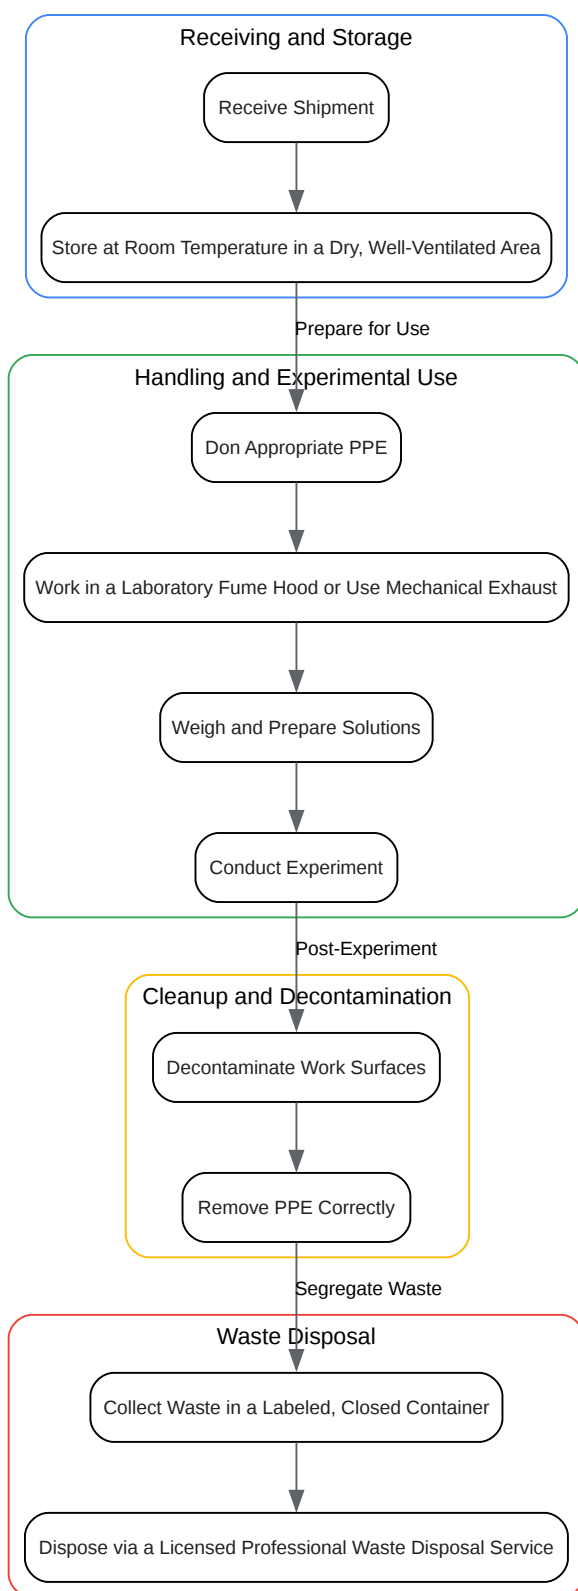 Receiving and Storage
Receive Shipment
Store at Room Temperature in a Dry, Well-Ventilated Area
Prepare for Use
Handling and Experimental Use
Don Appropriate PPE
Work in a Laboratory Fume Hood or Use Mechanical Exhaust
Weigh and Prepare Solutions
Conduct Experiment
Post-Experiment
Cleanup and Decontamination
Decontaminate Work Surfaces
Remove PPE Correctly
Segregate Waste
Waste Disposal
Collect Waste in a Labeled, Closed Container
Dispose via a Licensed Professional Waste Disposal Service